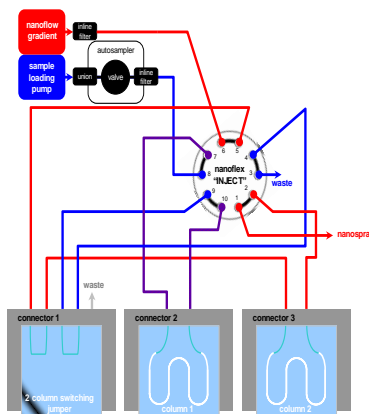 nanoflow
gradient
inline
filter
autosampler
sample
loading
pump
union
valve
inline
filter
6
5
7
4
nanoflex
"INJECT"
8
3
waste
9
2
10
1
nanospra
waste
connector 1
connector 2
connector 3
2 column switching
jumper
column 1
column 2